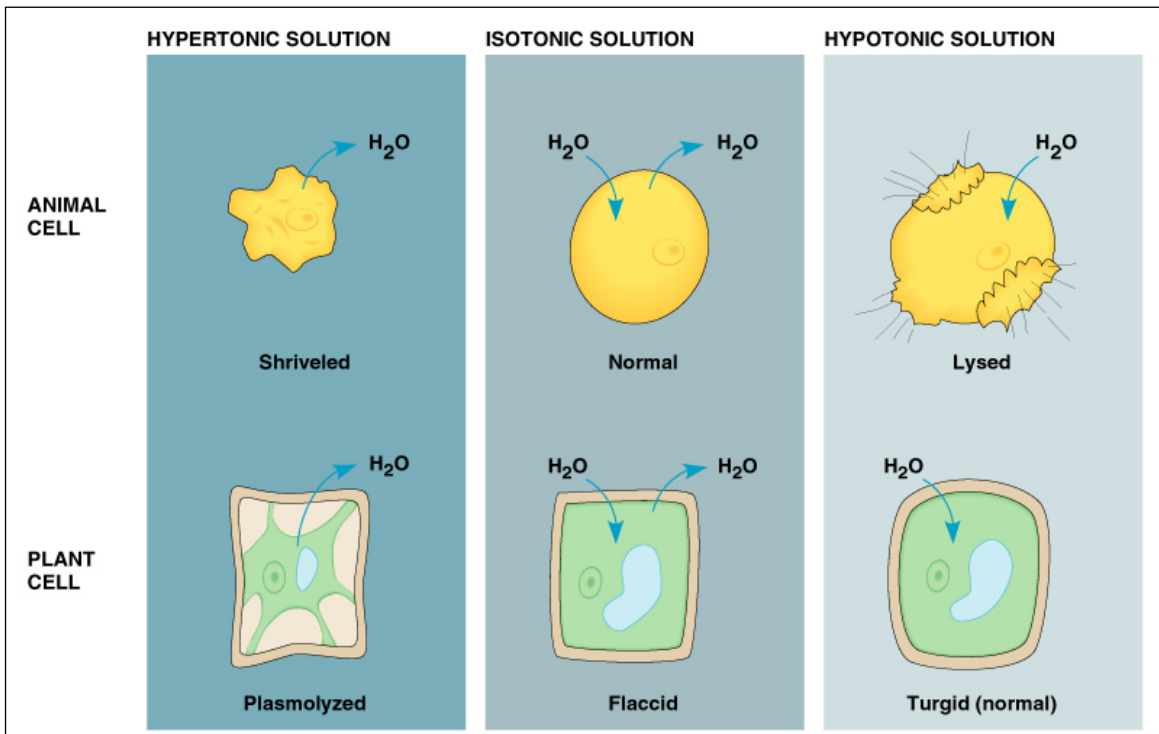 HYPERTONIC SOLUTION
ISOTONIC SOLUTION
HYPOTONIC SOLUTION
ANIMAL
CELL
H₂O
H₂O
H₂O
H₂O
Shriveled
Normal
Lysed
PLANT
CELL
H₂O
H₂O
H₂O
H₂O
Plasmolyzed
Flaccid
Turgid (normal)